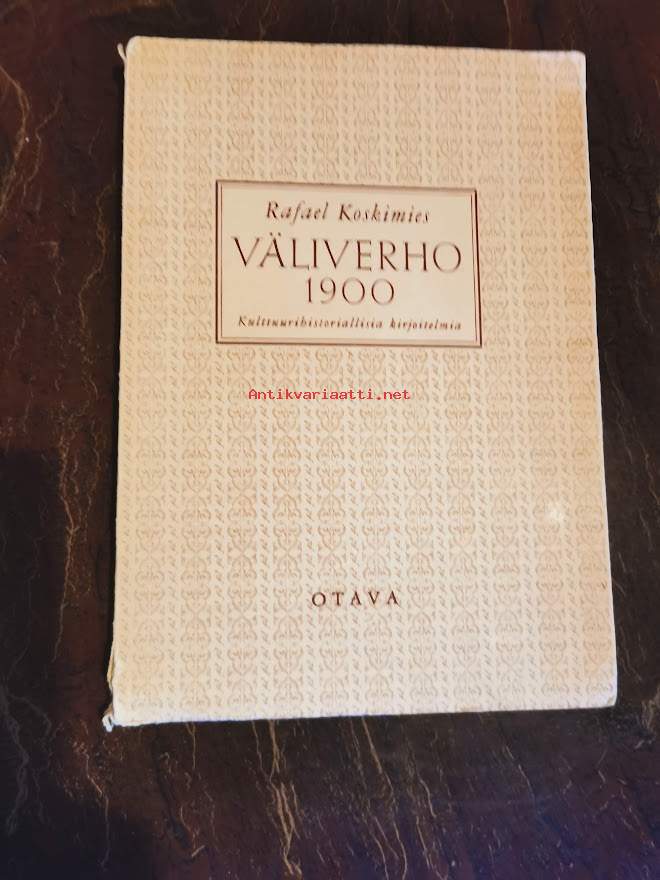 Rafael Koskimies
VÄLIVERHO
1900
Kulttuurihistoriallisia kirjoitelmia
Antikvariaatti.net
OTAVA